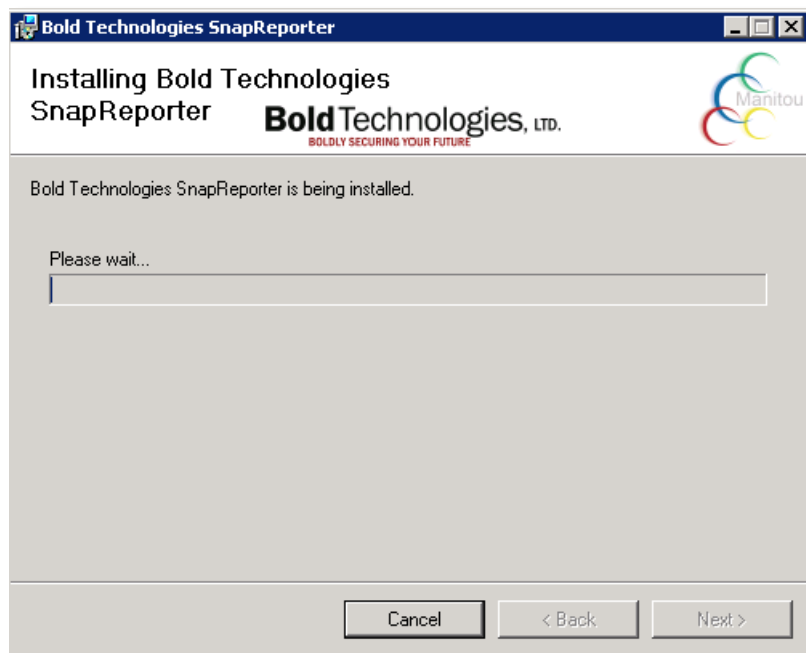 Bold Technologies SnapReporter
Installing Bold Technologies
SnapReporter
Bold Technologies, LTD.
BOLDLY SECURING YOUR FUTURE
Manitou
Bold Technologies SnapReporter is being installed.
Please wait...
Cancel
< Back
Next >